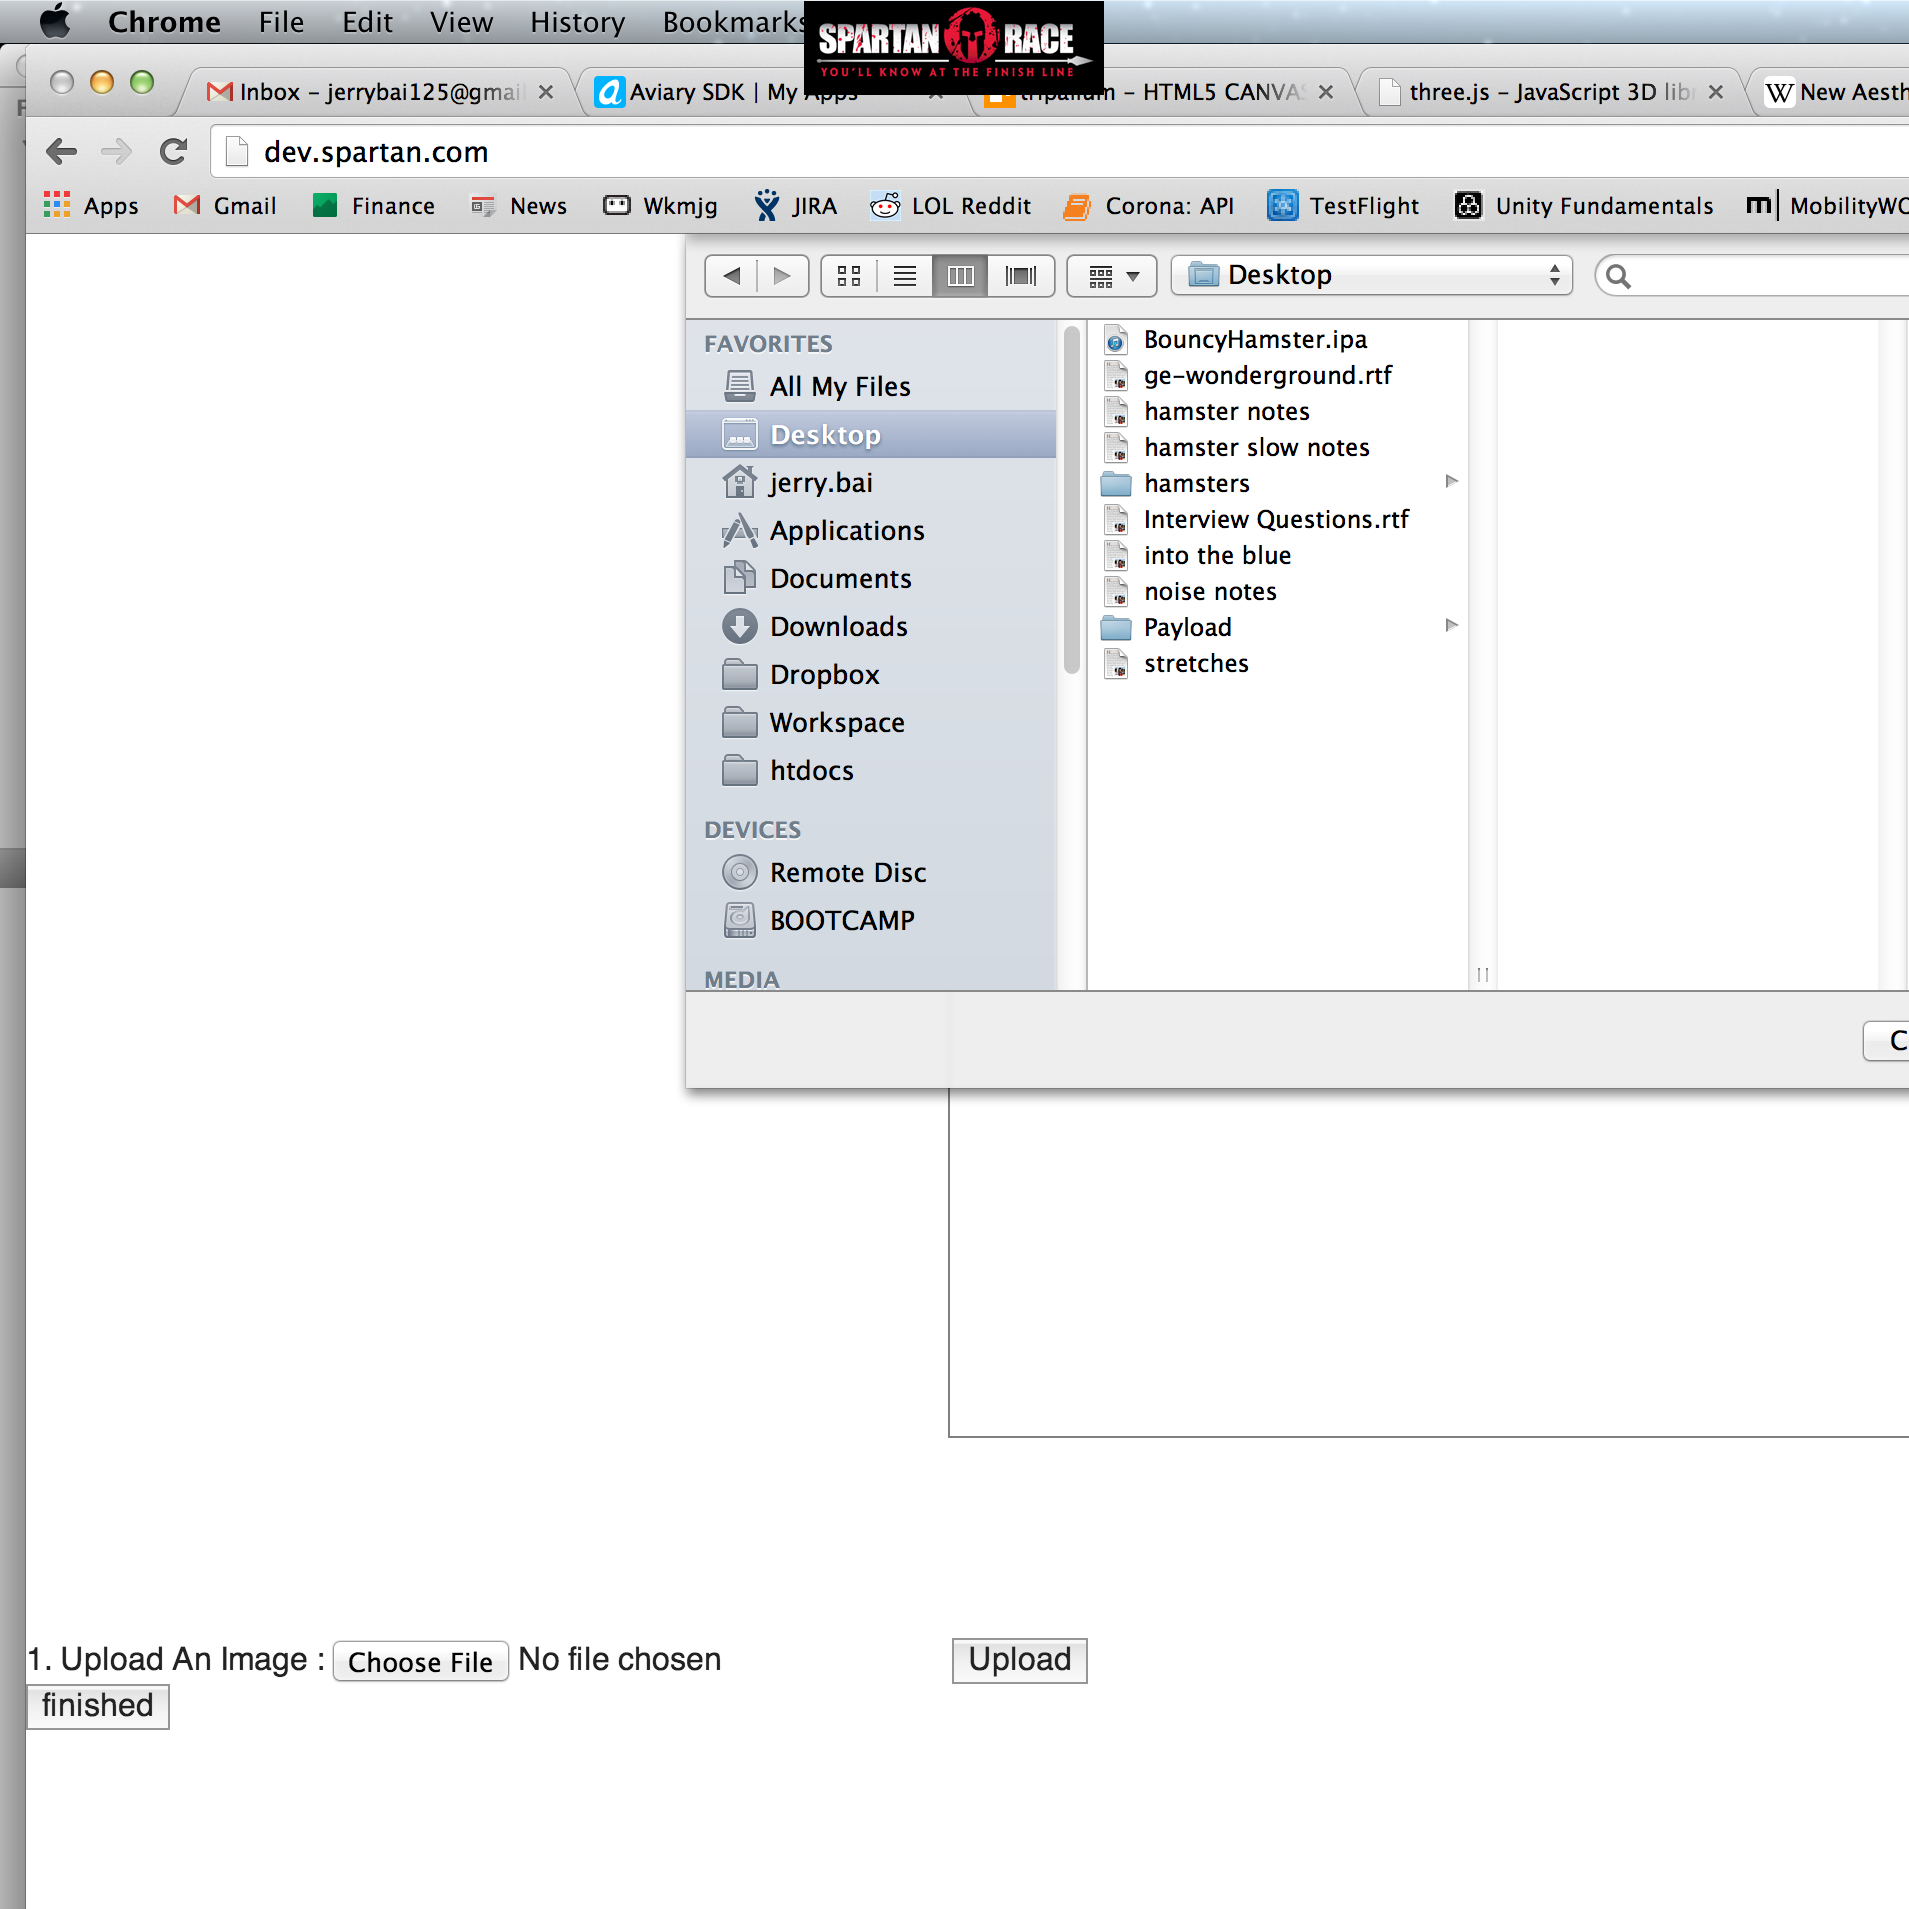 Chrome File Edit View History Bookmarks
SPARTAN RACE
YOU'LL KNOW AT THE FINISH LINE
Inbox – jerrybai125@gmail
Aviary SDK | My Apps
tripalium – HTML5 CANVAS
three.js – JavaScript 3D lib
New Aesth
dev.spartan.com
Apps Gmail Finance News Wkmjg JIRA LOL Reddit Corona: API TestFlight Unity Fundamentals MobilityWO
Desktop
FAVORITES
All My Files
Desktop
jerry.bai
Applications
Documents
Downloads
Dropbox
Workspace
htdocs
DEVICES
Remote Disc
BOOTCAMP
MEDIA
BouncyHamster.ipa
ge-wonderground.rtf
hamster notes
hamster slow notes
hamsters
Interview Questions.rtf
into the blue
noise notes
Payload
stretches
C
1. Upload An Image : Choose File No file chosen Upload
finished